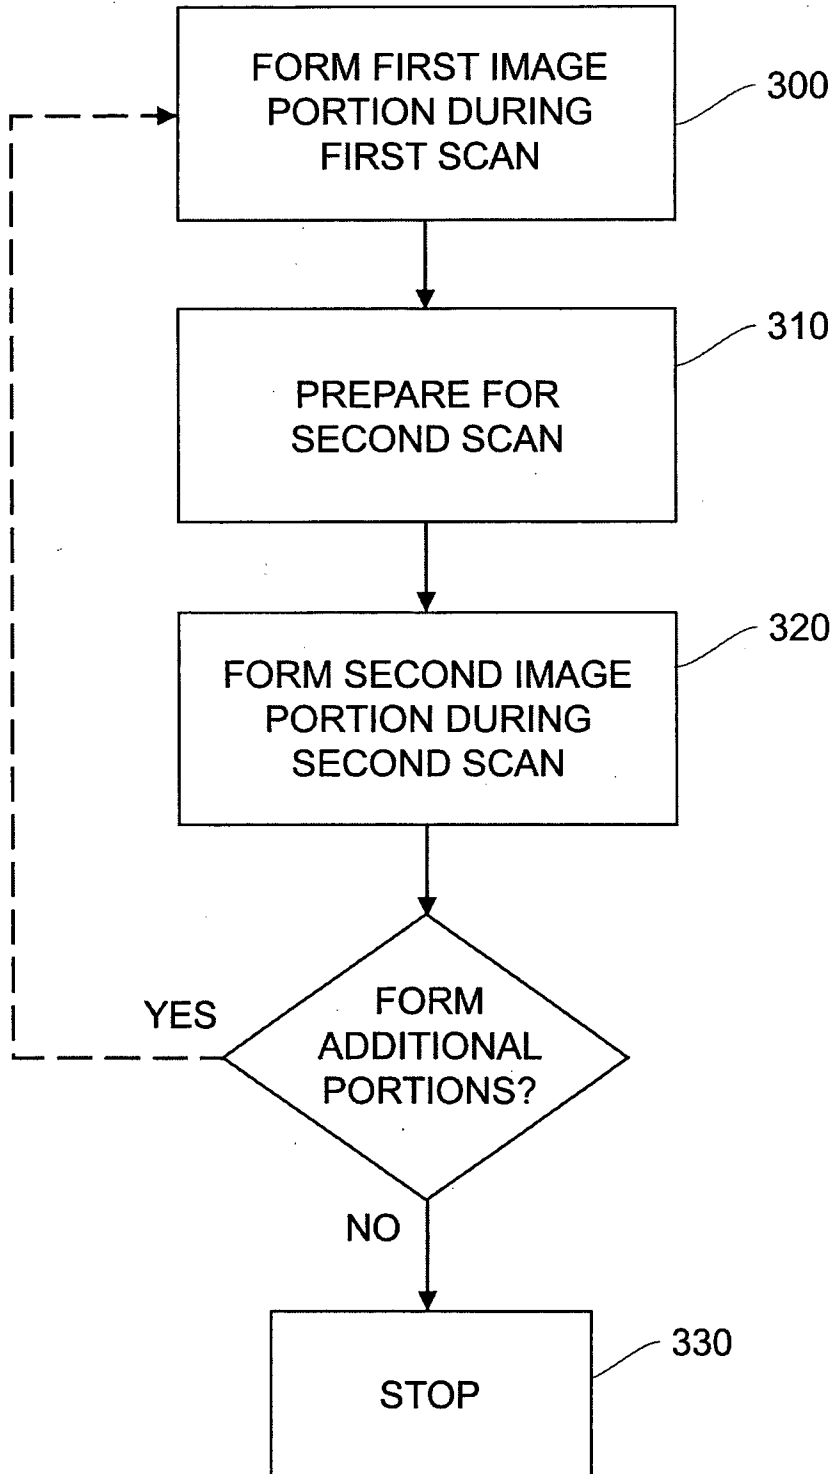 FORM FIRST IMAGE
PORTION DURING
FIRST SCAN
300
PREPARE FOR
SECOND SCAN
310
FORM SECOND IMAGE
PORTION DURING
SECOND SCAN
320
FORM
ADDITIONAL
PORTIONS?
YES
NO
STOP
330